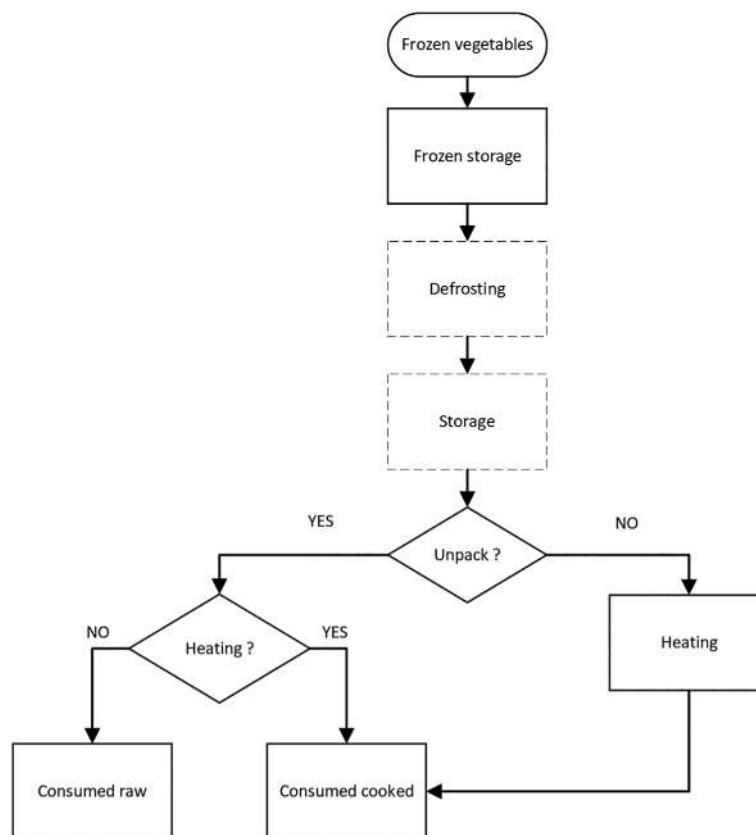 Frozen vegetables
Frozen storage
Defrosting
Storage
YES
NO
Unpack ?
NO
YES
Heating ?
Heating
Consumed raw
Consumed cooked